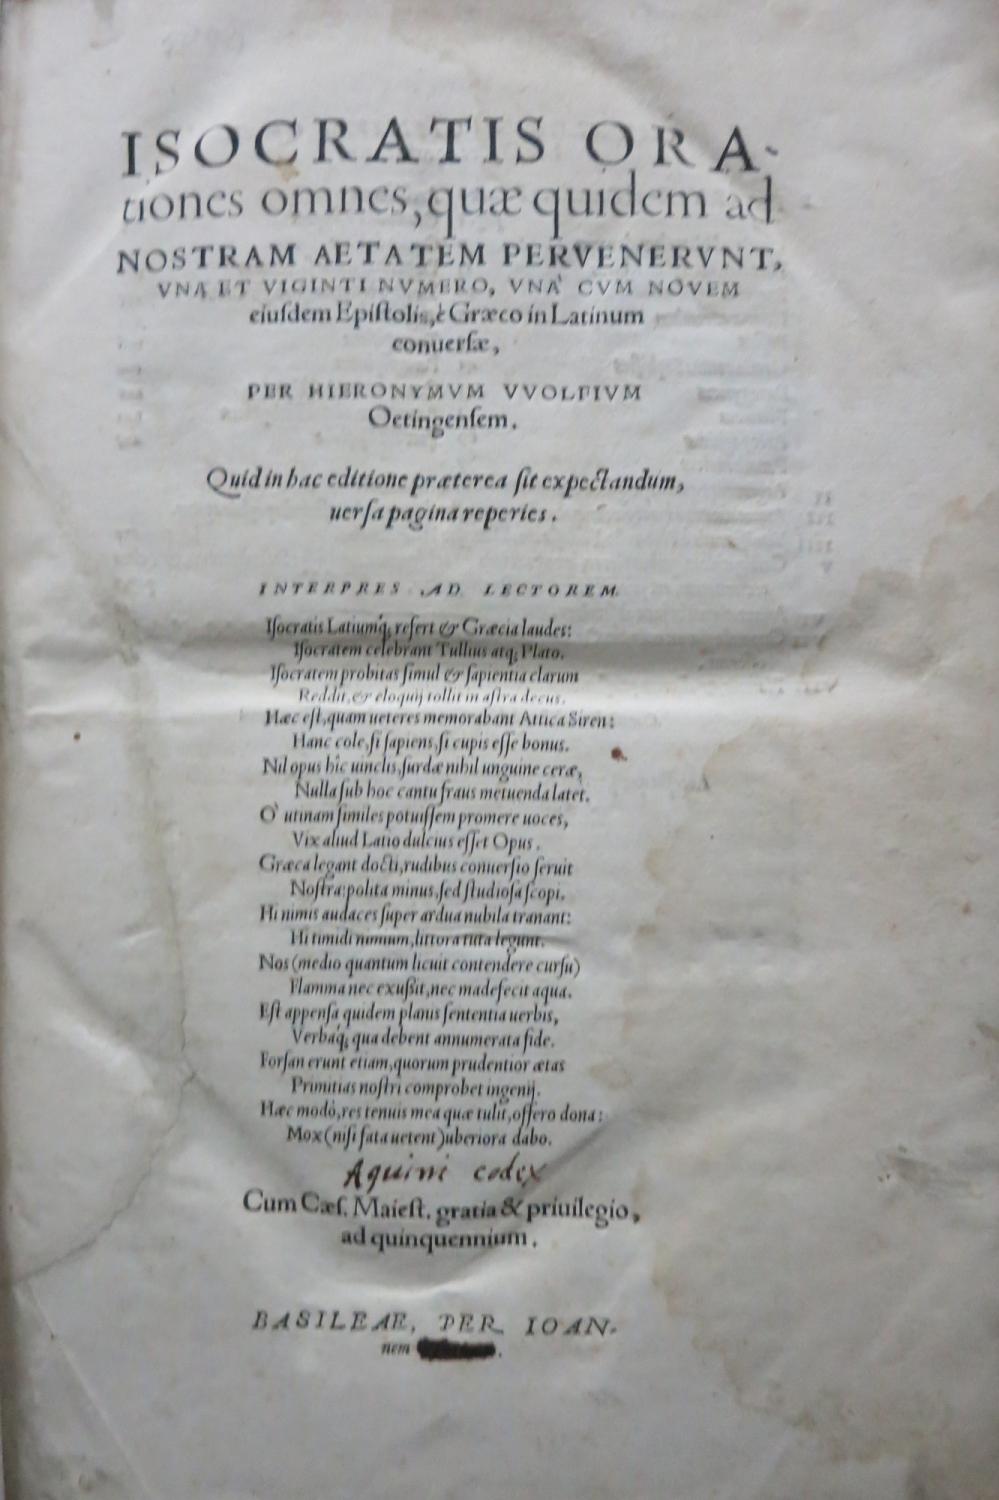 ISOCRATIS ORA-
tiones omnes, quæ quidem ad
NOSTRAM AETATEM PERVENERVNT,
VNA ET VIGINTI NVMERO, VNÀ CVM NOVEM
eiuſdem Epiſtolis, è Græco in Latinum
conuerſæ,
PER HIERONYMVM VVOLFIVM
Oetingenſem.
Quid in hac editione præterea ſit expectandum,
uerſa pagina reperies.
INTERPRES AD LECTOREM.
Iſocratis Latiumq́; refert & Græcia laudes:
Iſocratem celebrant Tullius atq; Plato.
Iſocratem probitas ſimul & ſapientia clarum
Reddit, & eloquij tollit in aſtra decus.
Hæc eſt, quam ueteres memorabant Attica Siren:
Hanc cole, ſi ſapiens, ſi cupis eſſe bonus.
Nil opus hîc uinclis, ſurdæ nihil unguine ceræ,
Nulla ſub hoc cantu fraus metuenda latet.
Ô utinam ſimiles potuiſſem promere uoces,
Vix aliud Latio dulcius eſſet Opus.
Græca legant docti, rudibus conuerſio ſeruit
Noſtra: polita minus, ſed ſtudioſa ſcopi.
Hi nimis audaces ſuper ardua nubila tranant:
Hi timidi nimium, littora tuta legunt.
Nos (medio quantum licuit contendere curſu)
Flamma nec exußit, nec madefecit aqua.
Eſt appenſa quidem planis ſententia uerbis,
Verbaq́; qua debent annumerata fide.
Forſan erunt etiam, quorum prudentior ætas
Primitias noſtri comprobet ingenij.
Hæc modò, res tenuis mea quæ tulit, offero dona:
Mox (niſi fata uetent) uberiora dabo.
Aquini codex
Cum Cæſ. Maieſt. gratia & priuilegio,
ad quinquennium.
BASILEAE, PER IOAN-
nem .